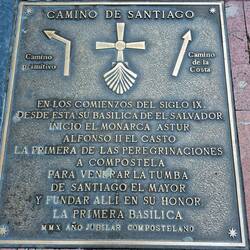 CAMINO DE SANTIAGO
Camino
primitivo
Camino
de la
Costa
EN LOS COMIENZOS DEL SIGLO IX.
DESDE ESTA SU BASILICA DE EL SALVADOR
INICIO EL MONARCA ASTUR
ALFONSO II EL CASTO
LA PRIMERA DE LAS PEREGRINACIONES
A COMPOSTELA
PARA VENERAR LA TUMBA
DE SANTIAGO EL MAYOR
Y FUNDAR ALLÍ EN SU HONOR
LA PRIMERA BASILICA
MMX AÑO JUBILAR COMPOSTELANO